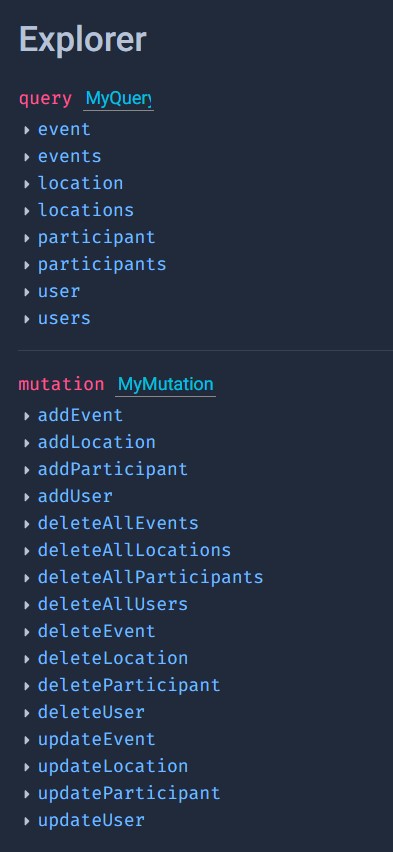 Explorer
query MyQuery
event
events
location
locations
participant
participants
user
users
mutation MyMutation
addEvent
addLocation
addParticipant
addUser
deleteAllEvents
deleteAllLocations
deleteAllParticipants
deleteAllUsers
deleteEvent
deleteLocation
deleteParticipant
deleteUser
updateEvent
updateLocation
updateParticipant
updateUser